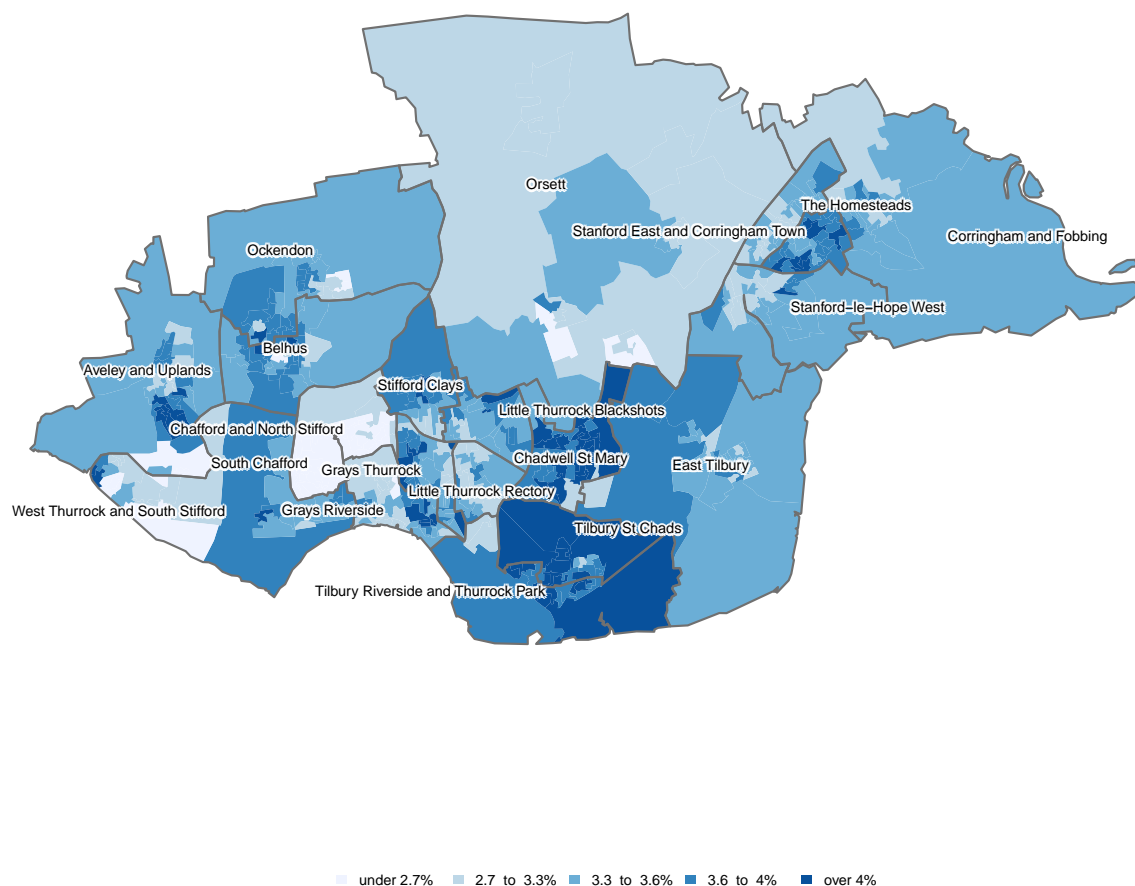 Orsett
The Homesteads
Stanford East and Corringham Town
Corringham and Fobbing
Ockendon
Stanford–le–Hope West
Belhus
Aveley and Uplands
Stifford Clays
Little Thurrock Blackshots
Chafford and North Stifford
Chadwell St Mary
South Chafford
East Tilbury
Grays Thurrock
Little Thurrock Rectory
West Thurrock and South Stifford
Grays Riverside
Tilbury St Chads
Tilbury Riverside and Thurrock Park
under 2.7% 2.7 to 3.3% 3.3 to 3.6% 3.6 to 4% over 4%